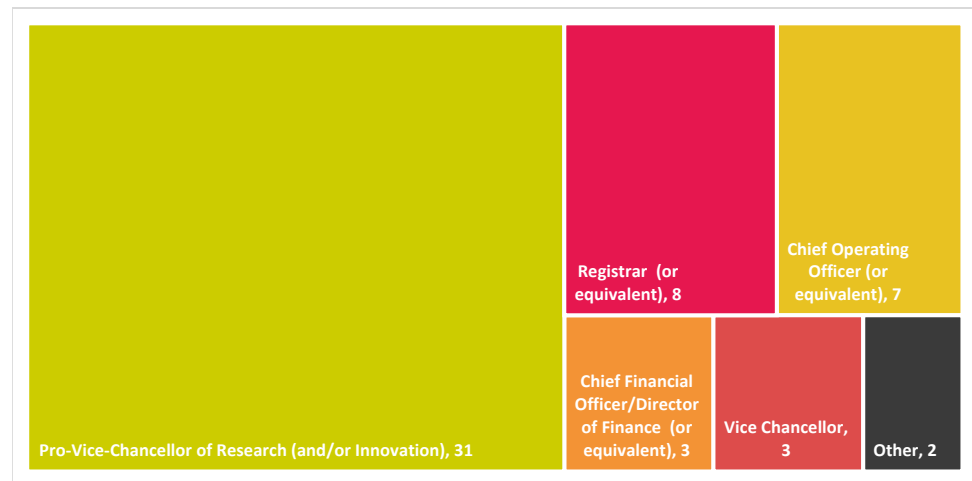 Pro-Vice-Chancellor of Research (and/or Innovation), 31
Registrar  (or
equivalent), 8
Chief Operating
Officer (or
equivalent), 7
Chief Financial
Officer/Director
of Finance  (or
equivalent), 3
Vice Chancellor,
3
Other, 2